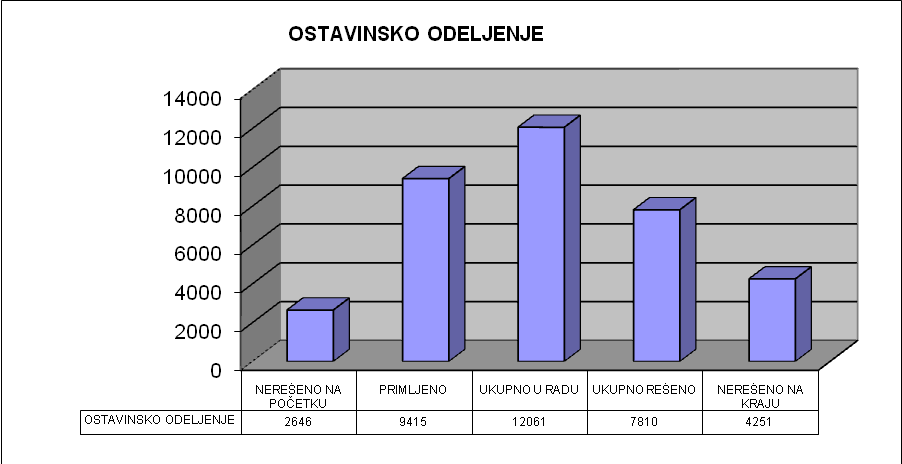 OSTAVINSKO ODELJENJE
14000
12000
10000
8000
6000
4000
2000
0
NEREŠENO NA POČETKU
PRIMLJENO
UKUPNO U RADU
UKUPNO REŠENO
NEREŠENO NA KRAJU
OSTAVINSKO ODELJENJE 2646 9415 12061 7810 4251